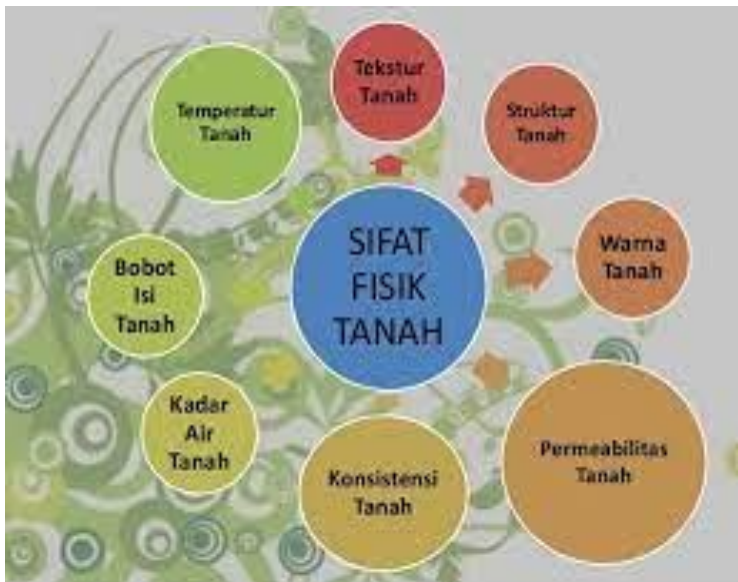 SIFAT
FISIK
TANAH
Tekstur
Tanah
Struktur
Tanah
Warna
Tanah
Permeabilitas
Tanah
Konsistensi
Tanah
Kadar
Air
Tanah
Bobot
Isi
Tanah
Temperatur
Tanah